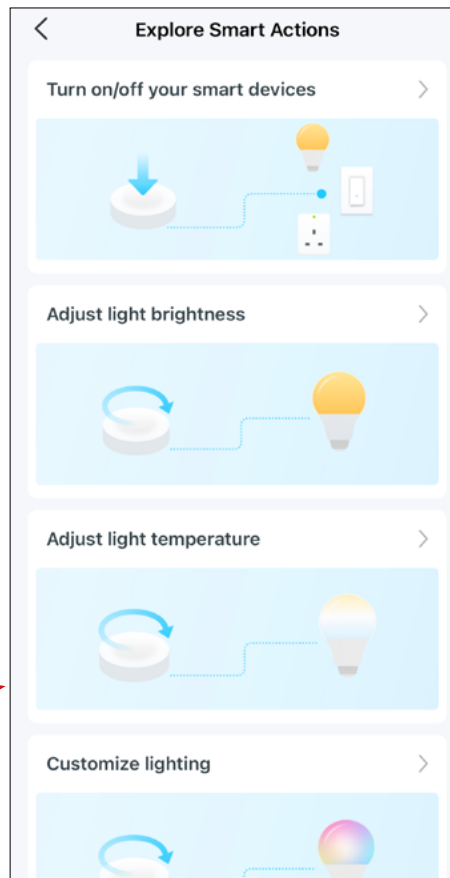 Explore Smart Actions
Turn on/off your smart devices
Adjust light brightness
Adjust light temperature
Customize lighting